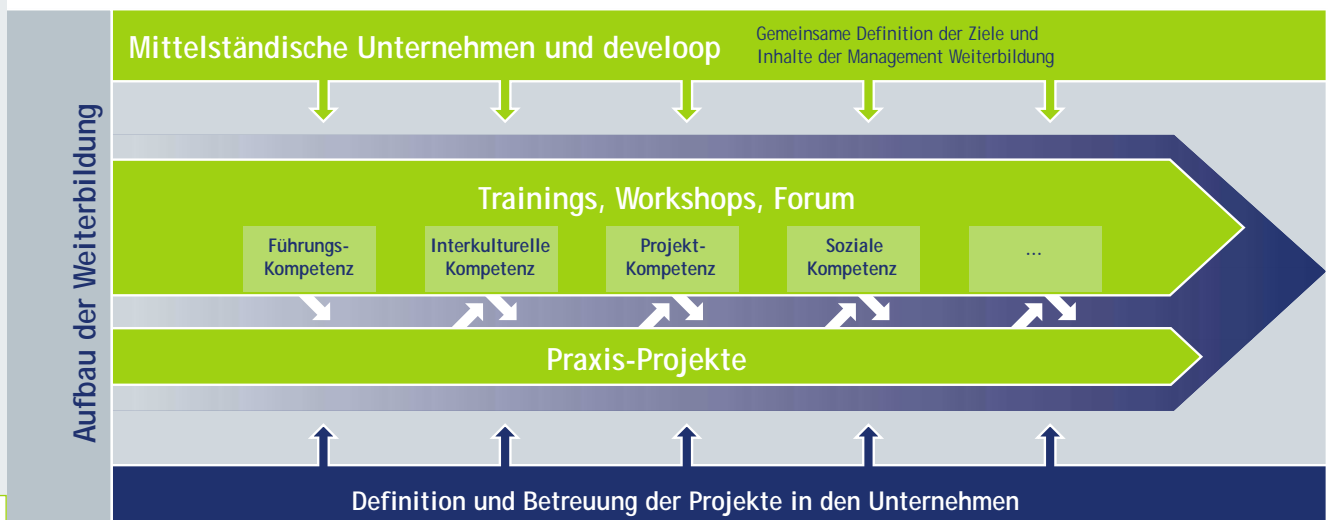 Aufbau der Weiterbildung
Mittelständische Unternehmen und develoop
Gemeinsame Definition der Ziele und
Inhalte der Management Weiterbildung
Trainings, Workshops, Forum
Führungs-
Kompetenz
Interkulturelle
Kompetenz
Projekt-
Kompetenz
Soziale
Kompetenz
...
Praxis-Projekte
Definition und Betreuung der Projekte in den Unternehmen